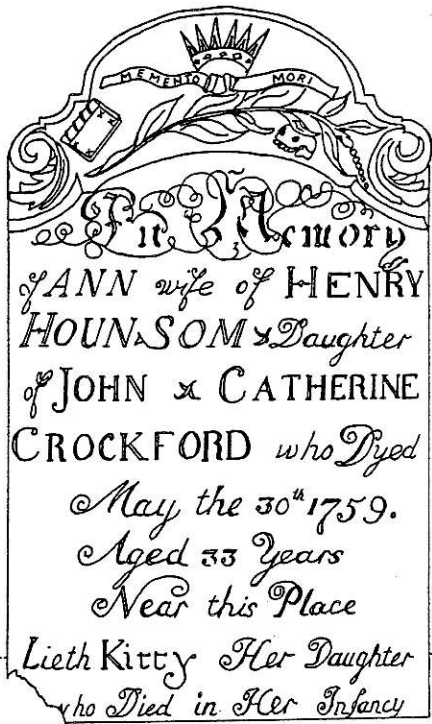 MEMENTO MORI
In Memory
of ANN wife of HENRY
HOUNSOM & Daughter
of JOHN & CATHERINE
CROCKFORD who Dyed
May the 30th 1759.
Aged 33 Years
Near this Place
Lieth Kitty Her Daughter
who Died in Her Infancy